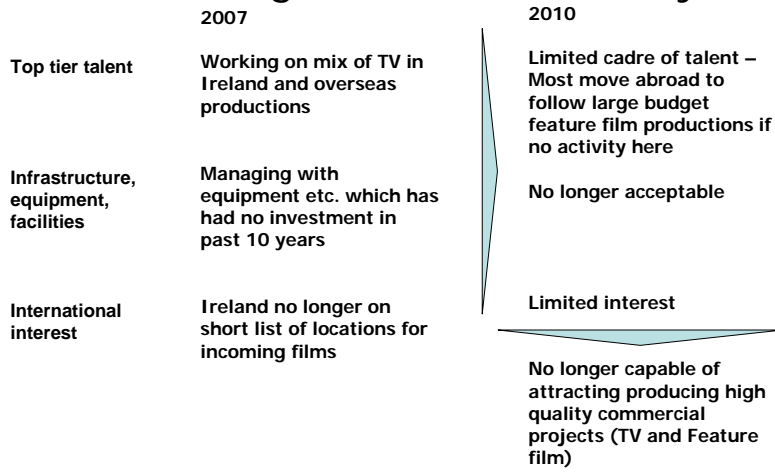 2007
2010
Top tier talent
Working on mix of TV in
Ireland and overseas
productions
Limited cadre of talent –
Most move abroad to
follow large budget
feature film productions if
no activity here
Infrastructure,
equipment,
facilities
Managing with
equipment etc. which has
had no investment in
past 10 years
No longer acceptable
International
interest
Ireland no longer on
short list of locations for
incoming films
Limited interest
No longer capable of
attracting producing high
quality commercial
projects (TV and Feature
film)